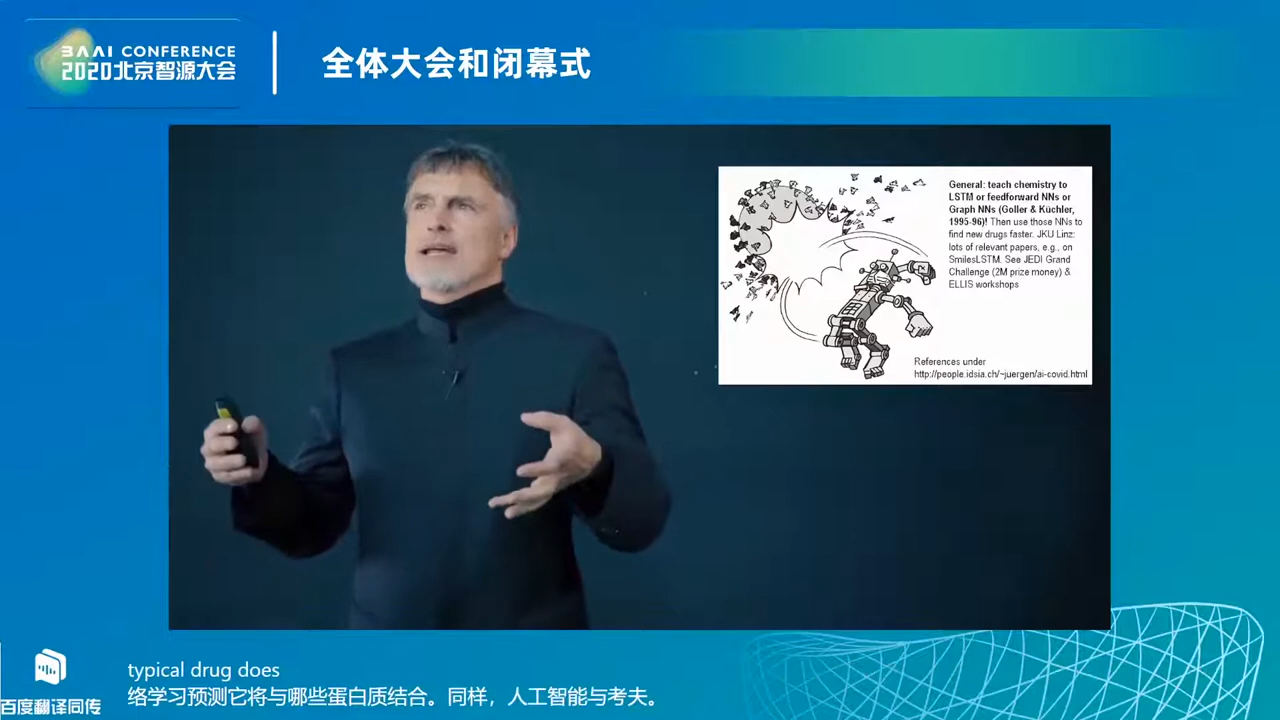 BAAI CONFERENCE
2020北京智源大会
全体大会和闭幕式
General: teach chemistry to
LSTM or feedforward NNs or
Graph NNs (Goller & Küchler,
1995-96)! Then use those NNs to
find new drugs faster. JKU Linz:
lots of relevant papers, e.g., on
SmilesLSTM. See JEDI Grand
Challenge (2M prize money) &
ELLIS workshops
References under
http://people.idsia.ch/~juergen/ai-covid.html
typical drug does
络学习预测它将与哪些蛋白质结合。同样，人工智能与考夫。
百度翻译同传